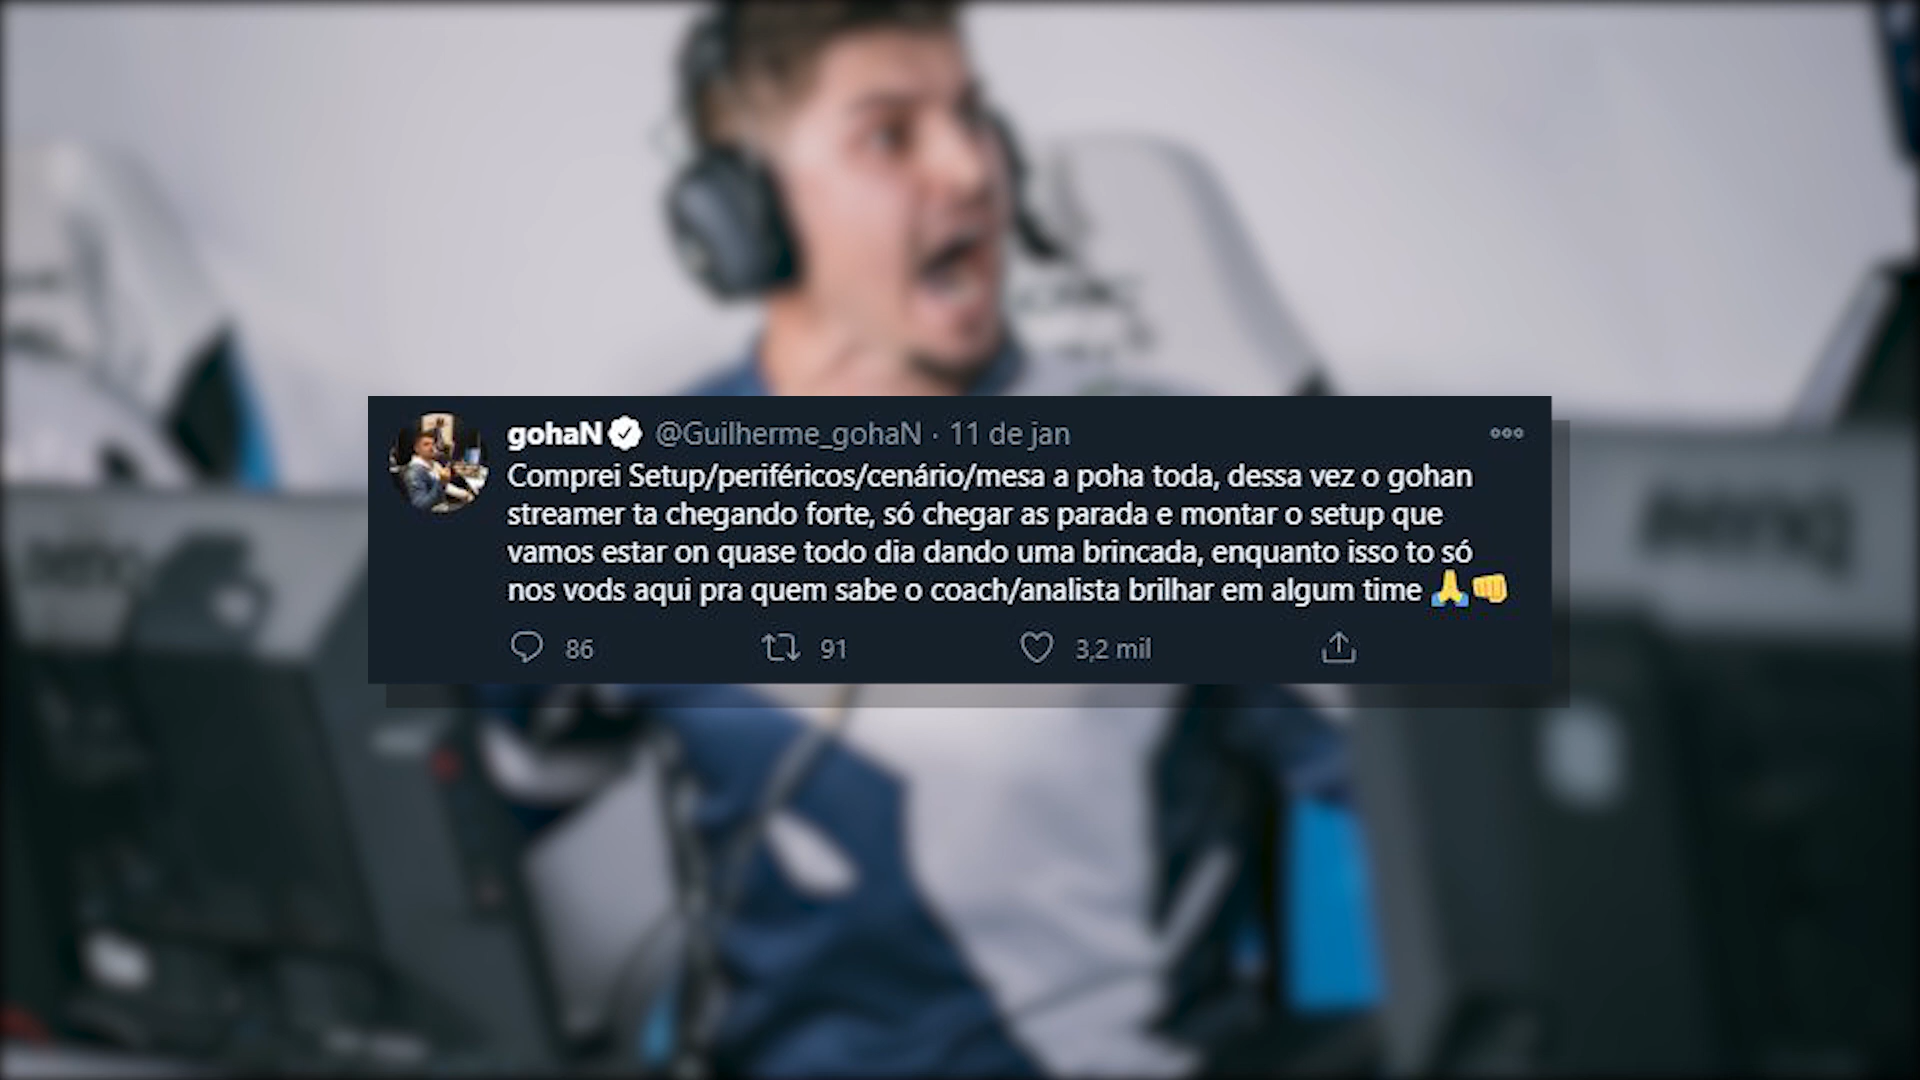 gohaN @Guilherme_gohaN · 11 de jan
Comprei Setup/periféricos/cenário/mesa a poha toda, dessa vez o gohan
streamer ta chegando forte, só chegar as parada e montar o setup que
vamos estar on quase todo dia dando uma brincada, enquanto isso to só
nos vods aqui pra quem sabe o coach/analista brilhar em algum time 🙏👊
86 91 3,2 mil